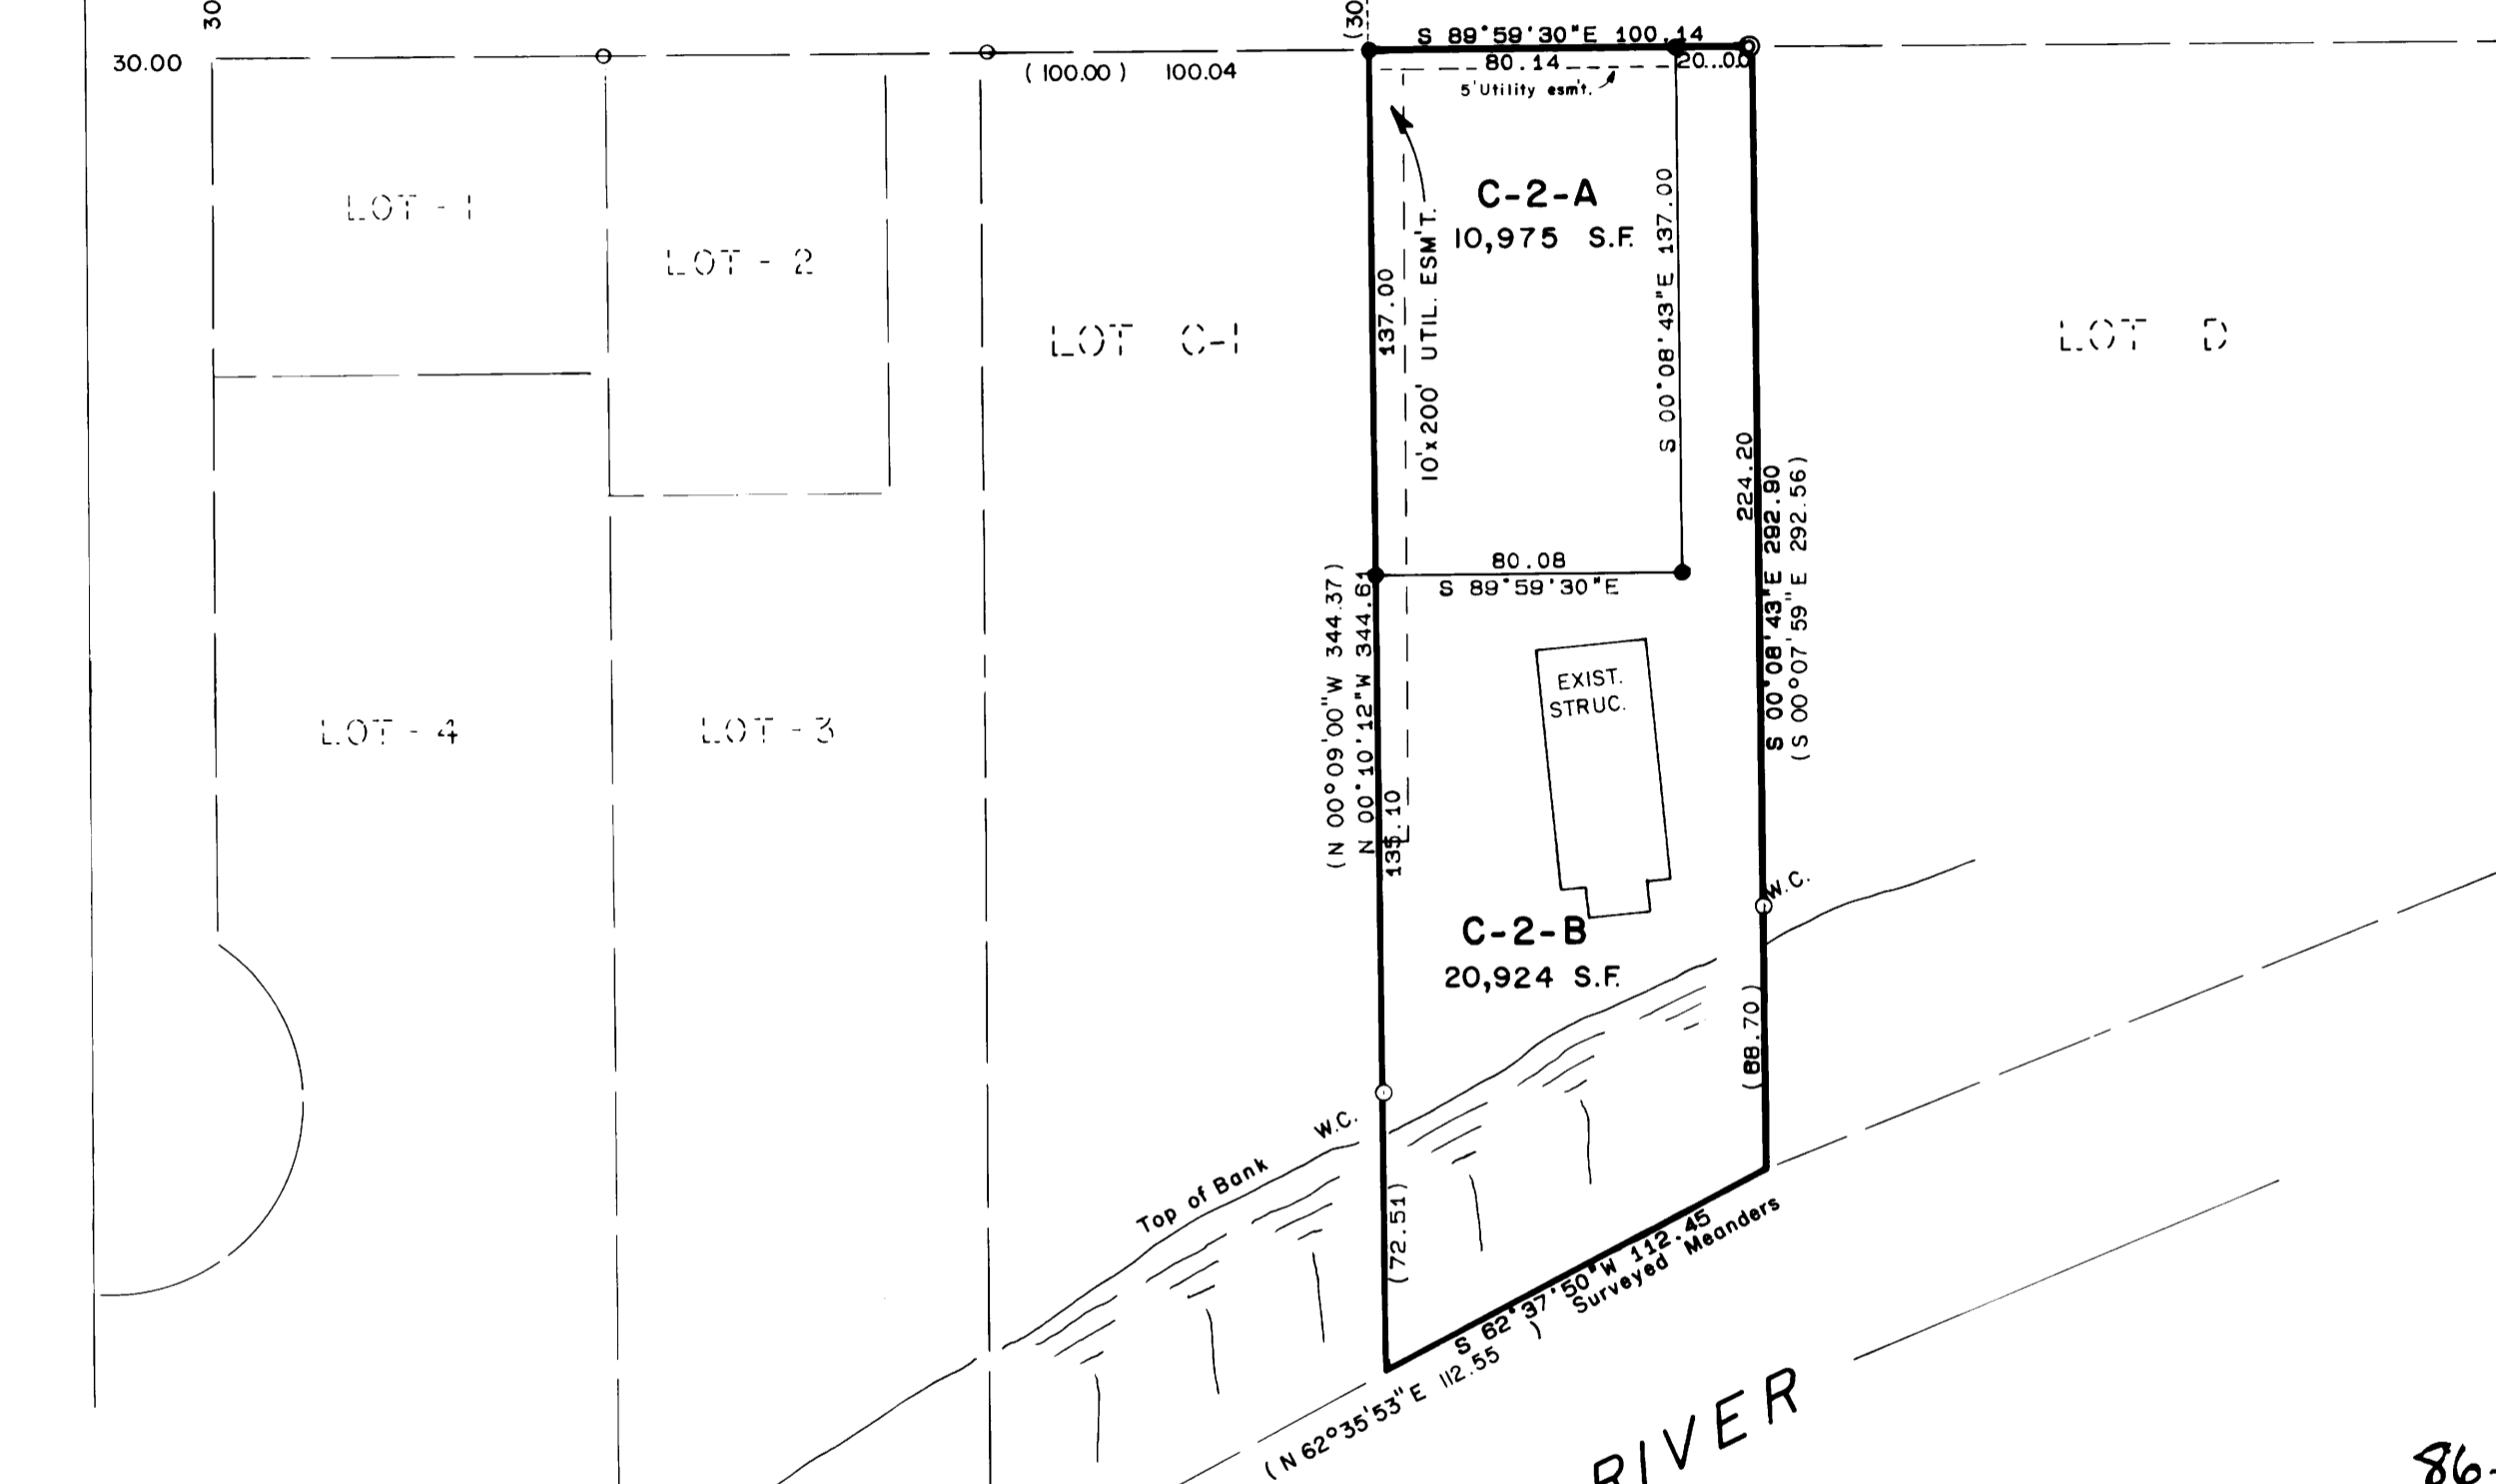 30
(30
S 89°59'30"E 100.14
30.00
(100.00) 100.04
80.14
20.00
5' Utility esm't.
C-2-A
10,975 S.F.
LOT - 1
LOT - 2
LOT C-1
LOT D
137.00
10'x200' UTIL. ESM'T.
S 00°08'43"E 137.00
224.20
S 00°08'43"E 292.90
(S 00°07'59"E 292.56)
80.08
S 89°59'30"E
(N 00°09'00"W 344.37)
N 00°10'12"W 344.61
135.10
EXIST.
STRUC.
LOT - 4
LOT - 3
W.C.
C-2-B
20,924 S.F.
(88.70)
W.C.
Top of Bank
(72.51)
S 62°37'50"W 112.45
Surveyed Meanders
(N 62°35'53"E 112.55 )
RIVER
86-